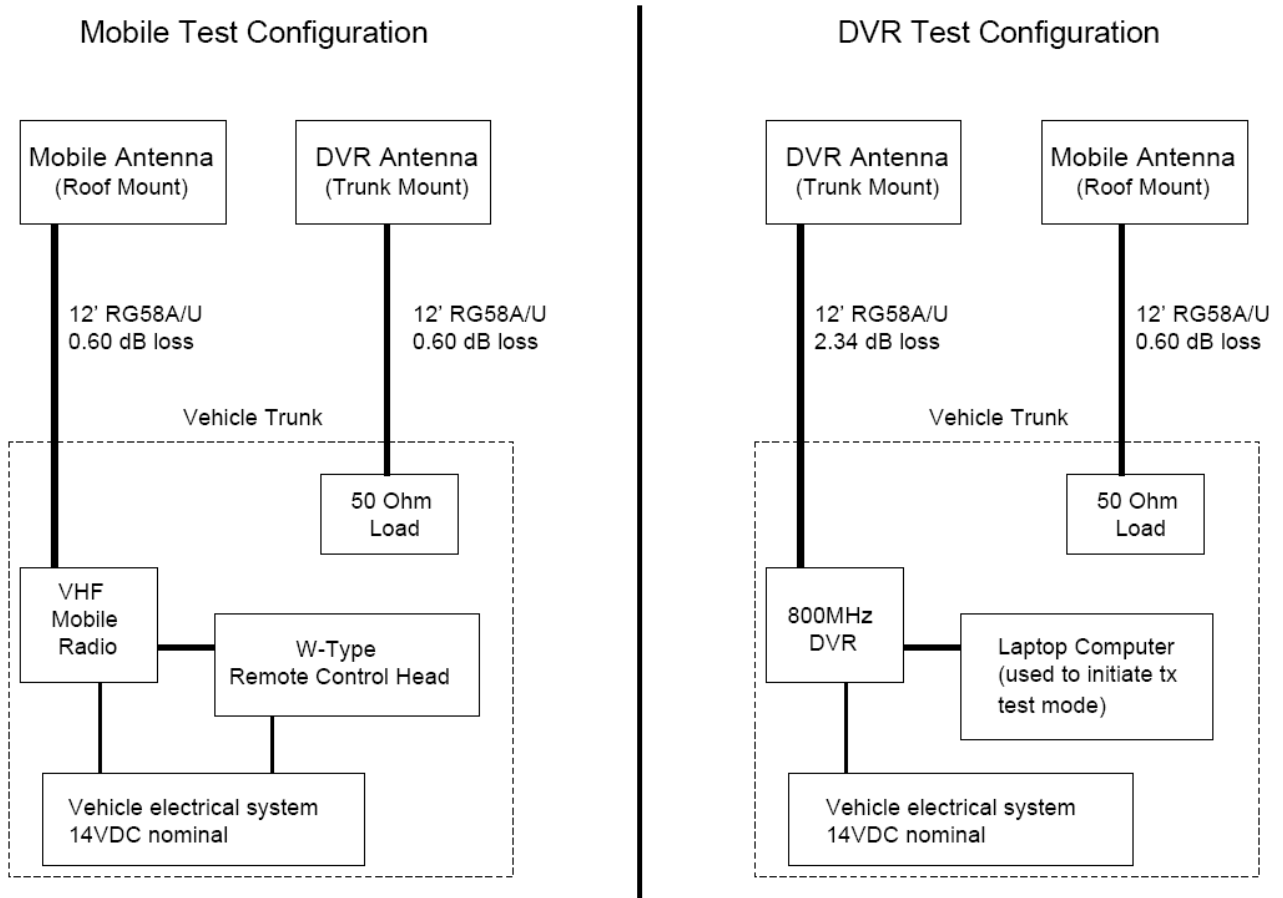 Mobile Test Configuration
Mobile Antenna
(Roof Mount)
DVR Antenna
(Trunk Mount)
12' RG58A/U
0.60 dB loss
12' RG58A/U
0.60 dB loss
Vehicle Trunk
50 Ohm
Load
VHF
Mobile
Radio
W-Type
Remote Control Head
Vehicle electrical system
14VDC nominal
DVR Test Configuration
DVR Antenna
(Trunk Mount)
Mobile Antenna
(Roof Mount)
12' RG58A/U
2.34 dB loss
12' RG58A/U
0.60 dB loss
Vehicle Trunk
50 Ohm
Load
800MHz
DVR
Laptop Computer
(used to initiate tx
test mode)
Vehicle electrical system
14VDC nominal